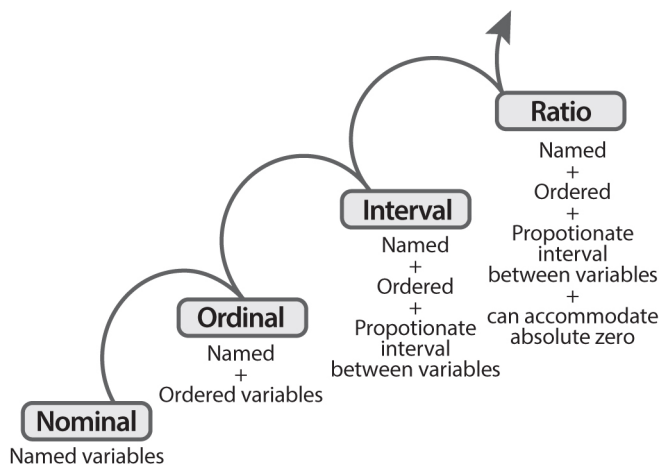 Ratio
Named
+
Ordered
+
Propotionate
interval
between variables
+
can accommodate
absolute zero
Interval
Named
+
Ordered
+
Propotionate
interval
between variables
Ordinal
Named
+
Ordered variables
Nominal
Named variables